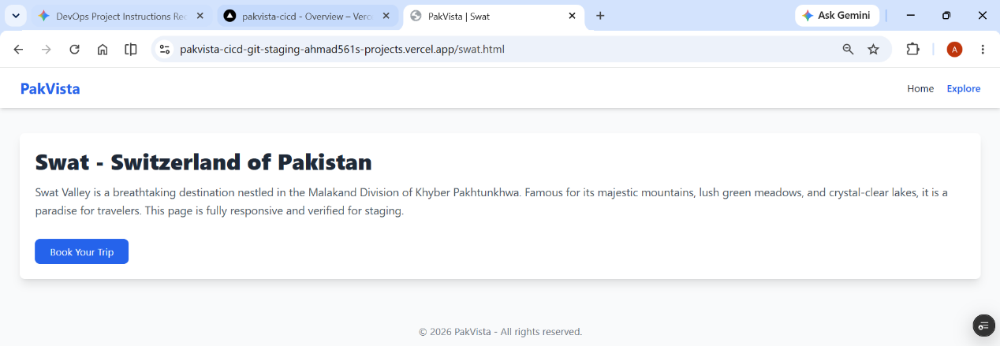 DevOps Project Instructions Rec
pakvista-cicd - Overview – Verc
PakVista | Swat
Ask Gemini
pakvista-cicd-git-staging-ahmad561s-projects.vercel.app/swat.html
A
PakVista
Home
Explore
Swat - Switzerland of Pakistan
Swat Valley is a breathtaking destination nestled in the Malakand Division of Khyber Pakhtunkhwa. Famous for its majestic mountains, lush green meadows, and crystal-clear lakes, it is a
paradise for travelers. This page is fully responsive and verified for staging.
Book Your Trip
© 2026 PakVista - All rights reserved.